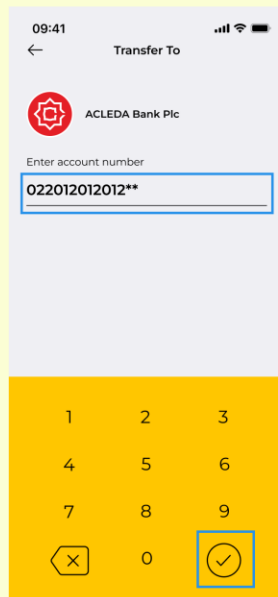 09:41
Transfer To
ACLEDA Bank Plc
Enter account number
022012012012**
1 2 3
4 5 6
7 8 9
0